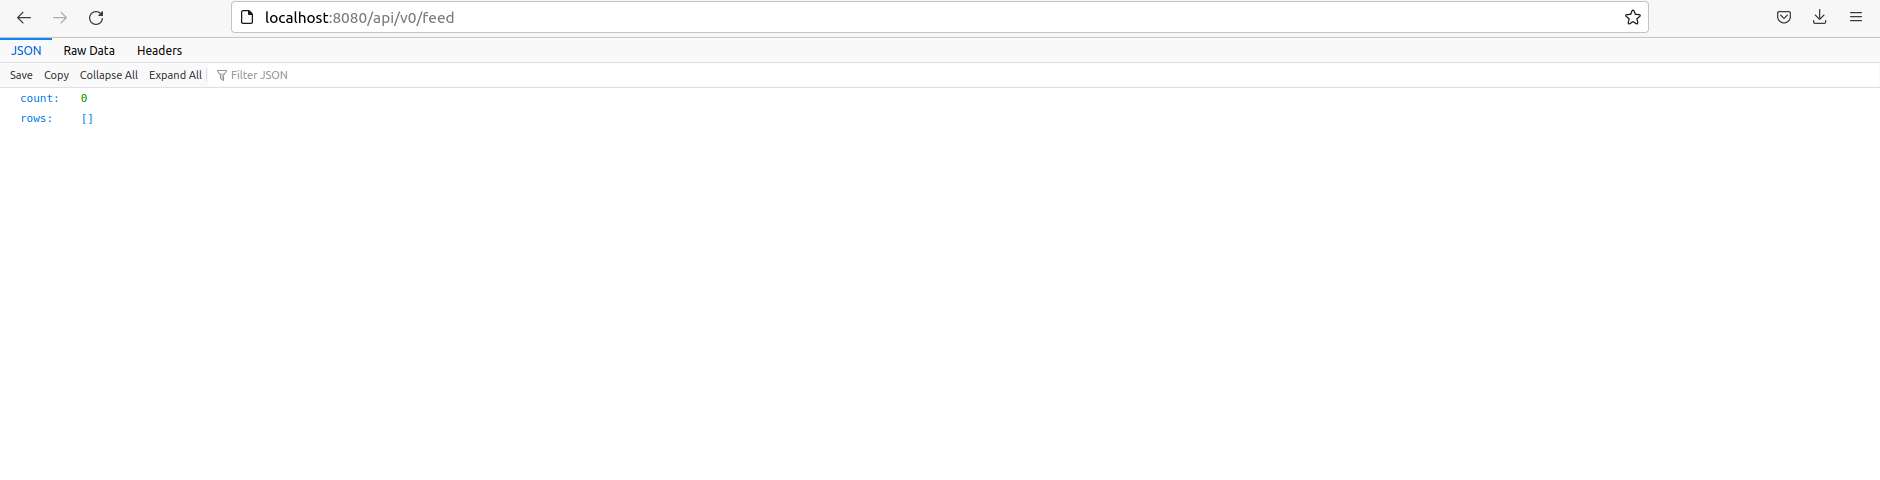 localhost:8080/api/v0/feed
JSON Raw Data Headers
Save Copy Collapse All Expand All Filter JSON
count: 0
rows: []